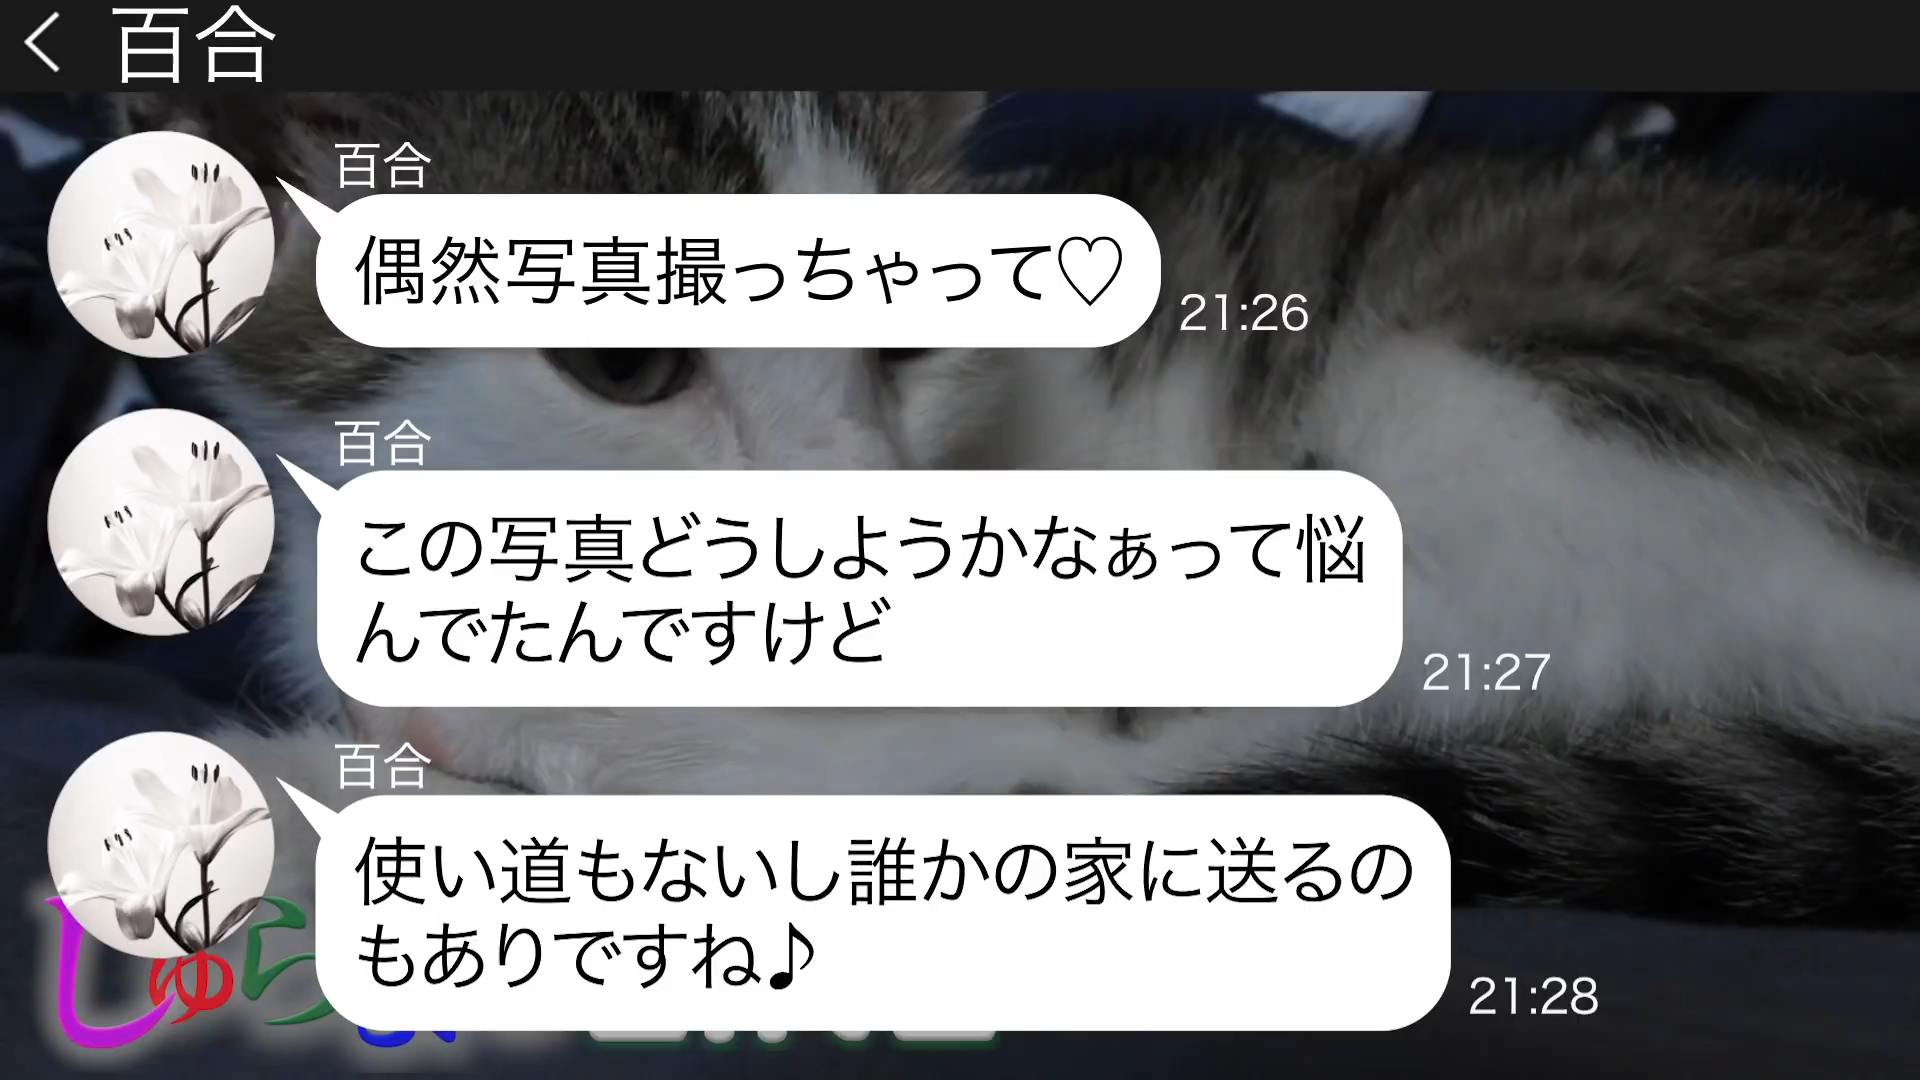 百合
百合
偶然写真撮っちゃって♡
21:26
百合
この写真どうしようかなぁって悩
んでたんですけど
21:27
百合
使い道もないし誰かの家に送るの
もありですね♪
21:28
しゅら